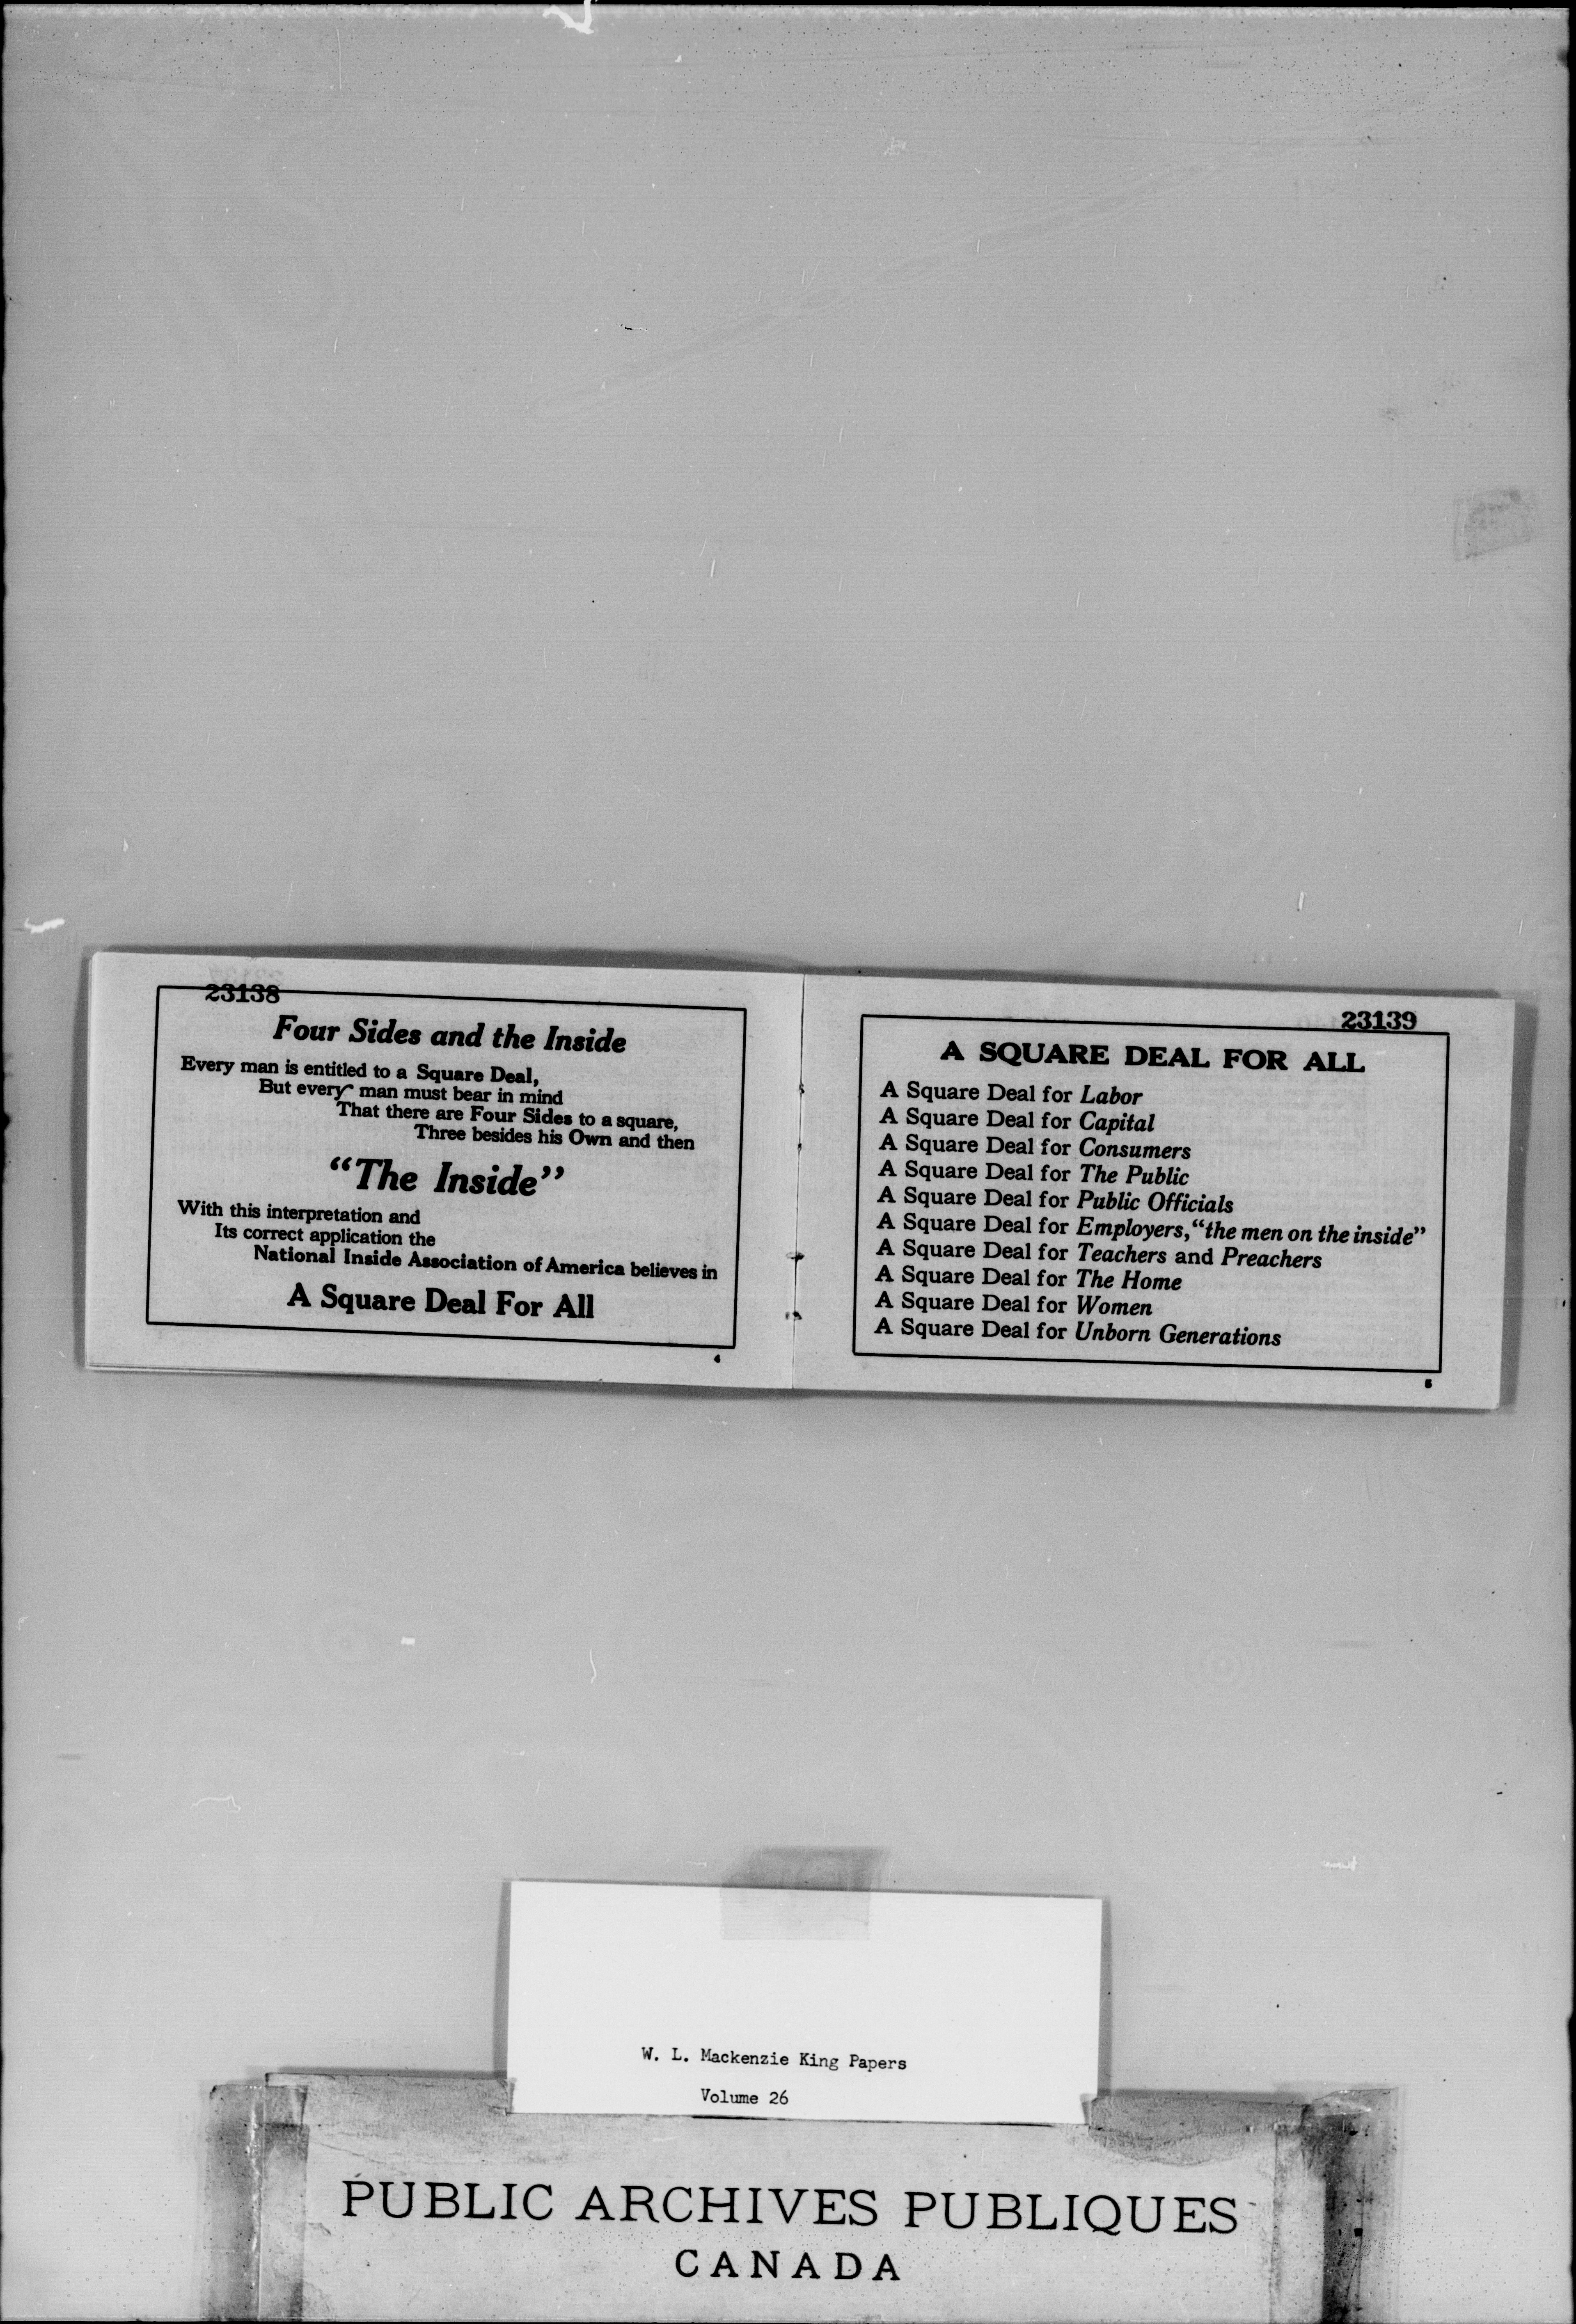 23138
Four Sides and the Inside
Every man is entitled to a Square Deal,
But every man must bear in mind
That there are Four Sides to a square,
Three besides his Own and then
“The Inside”
With this interpretation and
Its correct application the
National Inside Association of America believes in
A Square Deal For All
4
23139
A SQUARE DEAL FOR ALL
A Square Deal for Labor
A Square Deal for Capital
A Square Deal for Consumers
A Square Deal for The Public
A Square Deal for Public Officials
A Square Deal for Employers, “the men on the inside”
A Square Deal for Teachers and Preachers
A Square Deal for The Home
A Square Deal for Women
A Square Deal for Unborn Generations
5
W. L. Mackenzie King Papers
Volume 26
PUBLIC ARCHIVES PUBLIQUES
CANADA